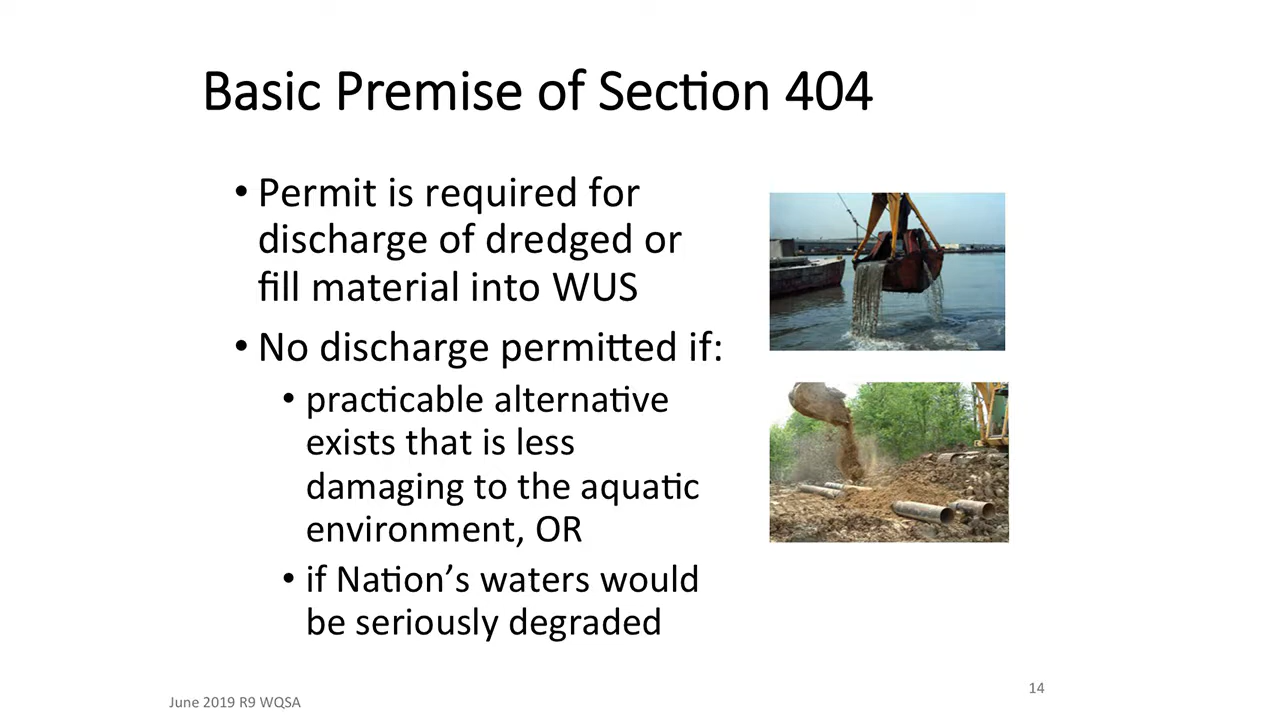 Basic Premise of Section 404
• Permit is required for
discharge of dredged or
fill material into WUS
• No discharge permitted if:
• practicable alternative
exists that is less
damaging to the aquatic
environment, OR
• if Nation’s waters would
be seriously degraded
14
June 2019 R9 WQSA